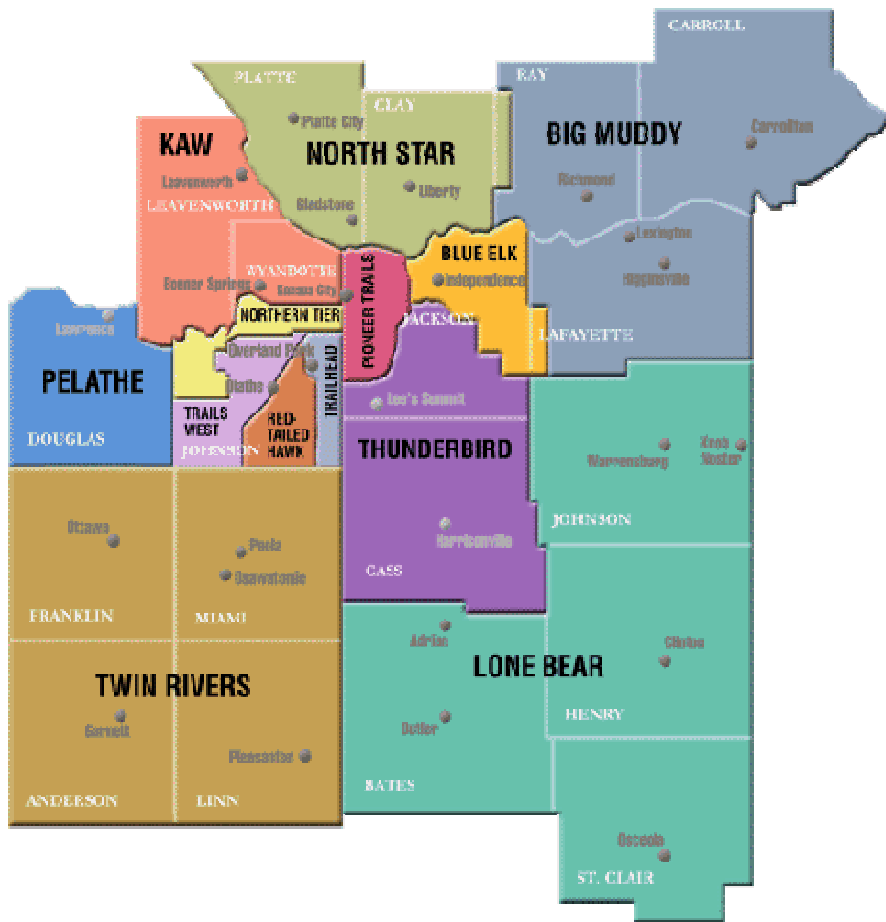 CARROLL
PLATTE
RAY
CLAY
Platte City
Carrollton
KAW
BIG MUDDY
NORTH STAR
Leavenworth
Liberty
Richmond
LEAVENWORTH
Gladstone
Lexington
BLUE ELK
Higginsville
WYANDOTTE
Independence
Bonner Springs
Kansas City
PIONEER TRAILS
NORTHERN TIER
JACKSON
Lawrence
LAFAYETTE
Overland Park
TRAILHEAD
PELATHE
Olathe
Lee's Summit
TRAILS
WEST
RED-
TAILED
HAWK
DOUGLAS
JOHNSON
THUNDERBIRD
Warrensburg
Knob
Noster
JOHNSON
Ottawa
Harrisonville
Paola
Osawatomie
CASS
FRANKLIN
MIAMI
Adrian
Clinton
LONE BEAR
TWIN RIVERS
HENRY
Garnett
Butler
Pleasanton
BATES
ANDERSON
LINN
Osceola
ST. CLAIR